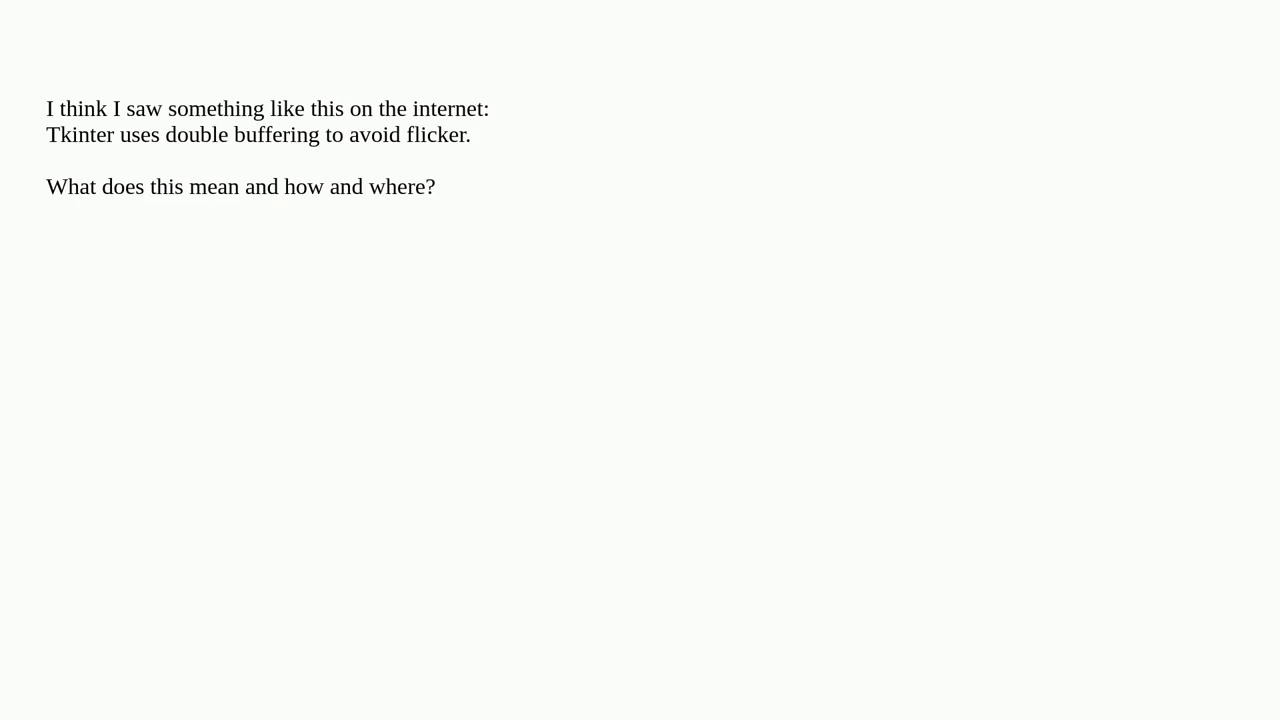 I think I saw something like this on the internet:
Tkinter uses double buffering to avoid flicker.
What does this mean and how and where?